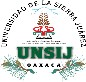 UNIVERSIDAD DE LA SIERRA JUÁREZ
UNSIJ
OAXACA